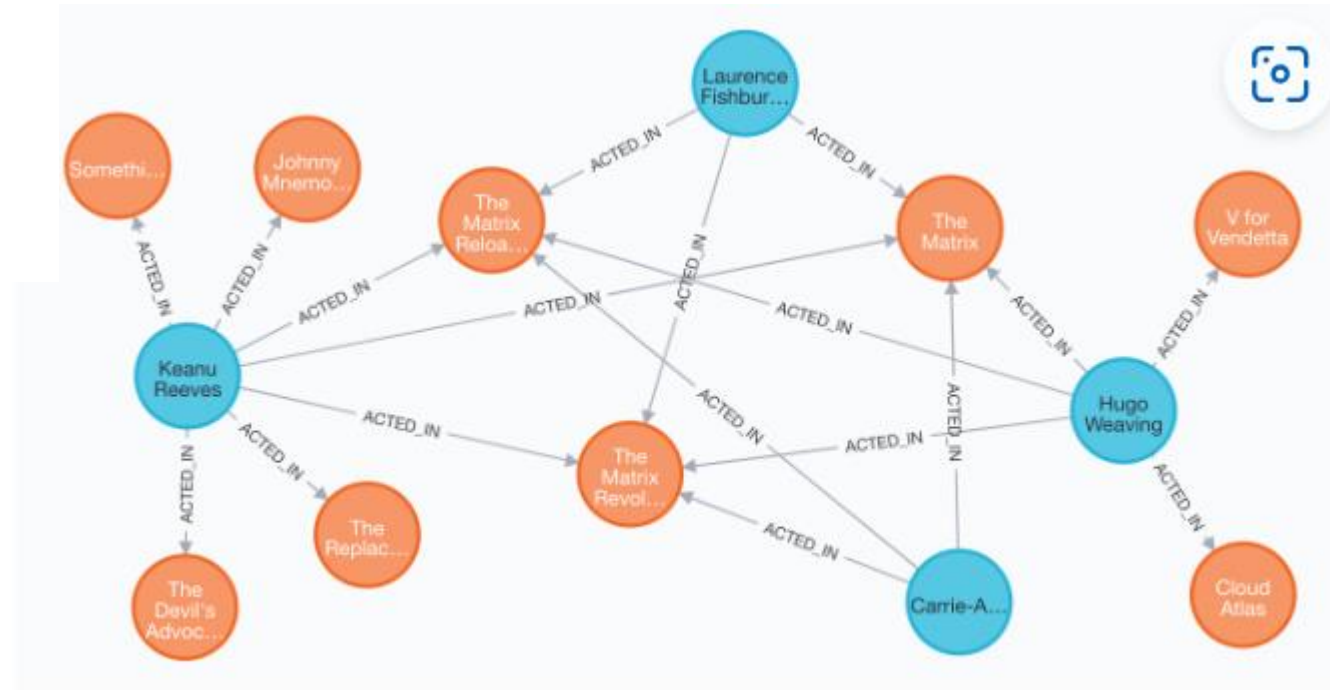 Laurence
Fishbur...
ACTED_IN
ACTED_IN
ACTED_IN
Somethi...
Johnny
Mnemo...
The
Matrix
Reloa...
The
Matrix
V for
Vendetta
ACTED_IN
ACTED_IN
ACTED_IN
ACTED_IN
ACTED_IN
ACTED_IN
ACTED_IN
Keanu
Reeves
Hugo
Weaving
ACTED_IN
ACTED_IN
ACTED_IN
ACTED_IN
ACTED_IN
ACTED_IN
The
Matrix
Revol...
ACTED_IN
ACTED_IN
The
Replac...
ACTED_IN
The
Devil's
Advoc...
Carrie-A...
Cloud
Atlas